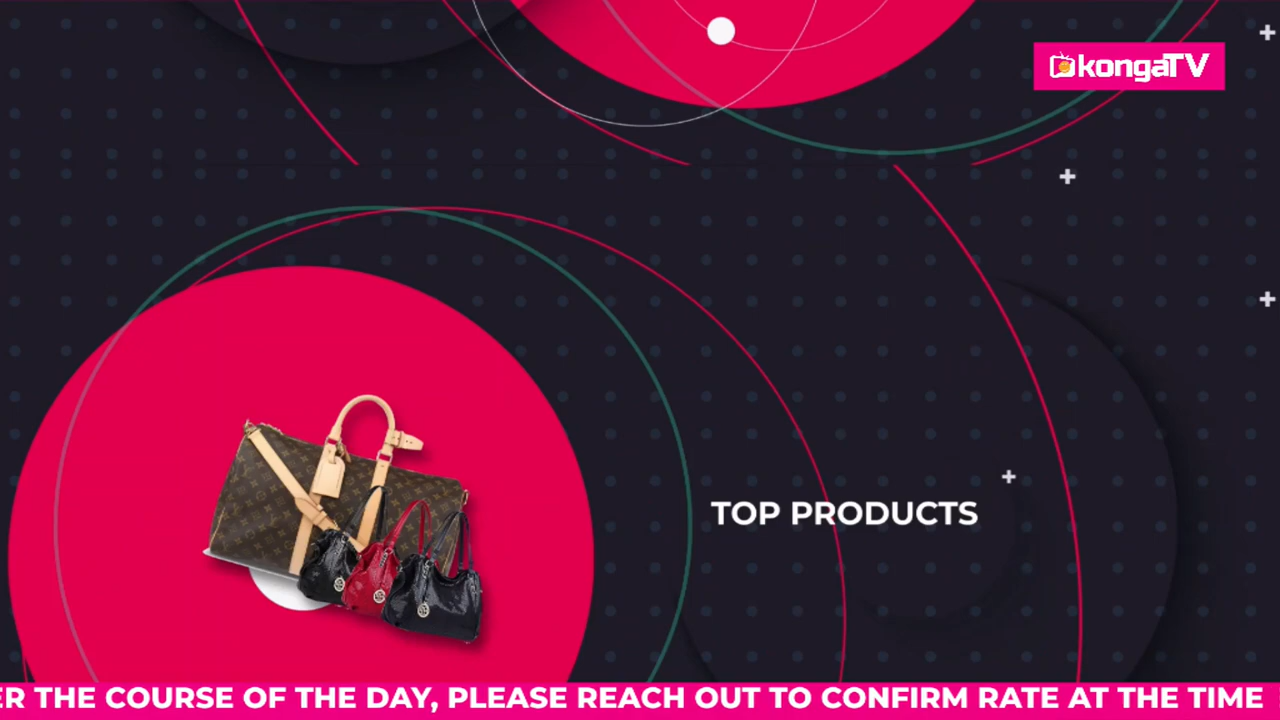 kongaTV
TOP PRODUCTS
ER THE COURSE OF THE DAY, PLEASE REACH OUT TO CONFIRM RATE AT THE TIME